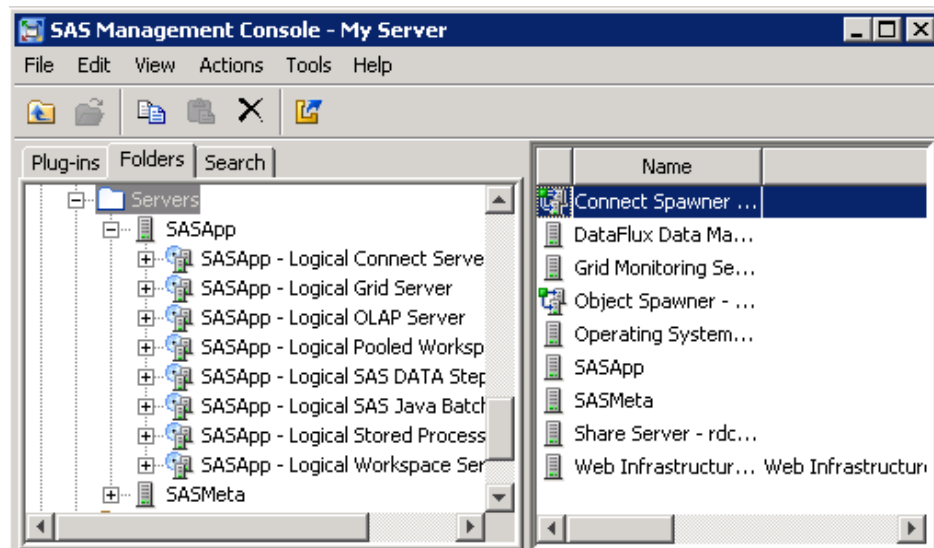 SAS Management Console - My Server
File Edit View Actions Tools Help
Plug-ins Folders Search
Servers
SASApp
SASApp - Logical Connect Serve
SASApp - Logical Grid Server
SASApp - Logical OLAP Server
SASApp - Logical Pooled Worksp
SASApp - Logical SAS DATA Step
SASApp - Logical SAS Java Batch
SASApp - Logical Stored Process
SASApp - Logical Workspace Ser
SASMeta
Name
Connect Spawner ...
DataFlux Data Ma...
Grid Monitoring Se...
Object Spawner - ...
Operating System...
SASApp
SASMeta
Share Server - rdc...
Web Infrastructur... Web Infrastructure